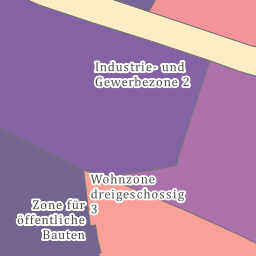 Industrie- und
Gewerbezone 2
Wohnzone
dreigeschossig
3
Zone für
öffentliche
Bauten